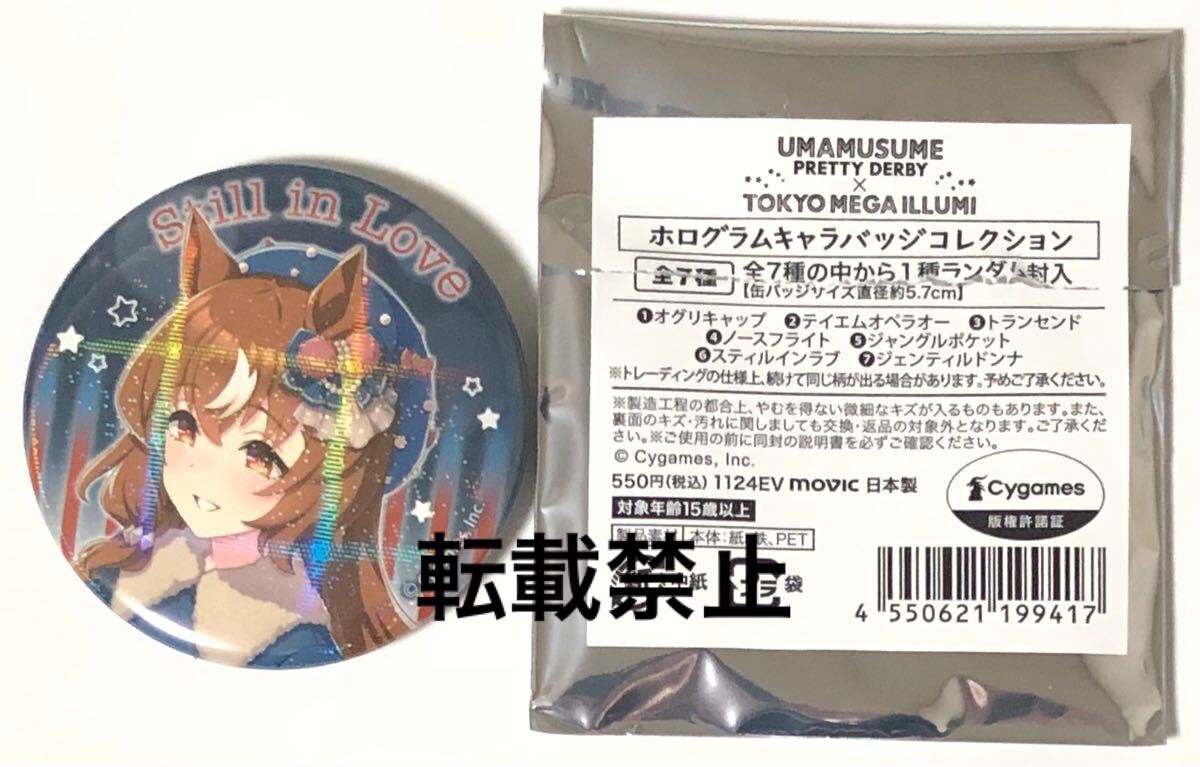 Still in Love
Inc
©
UMAMUSUME
PRETTY DERBY
×
TOKYO MEGA ILLUMI
ホログラムキャラバッジコレクション
全7種 全7種の中から1種ランダム封入
【缶バッジサイズ直径約5.7cm】
❶オグリキャップ ❷テイエムオペラオー ❸トランセンド
❹ノースフライト ❺ジャングルポケット
❻スティルインラブ ❼ジェンティルドンナ
※トレーディングの仕様上、続けて同じ柄が出る場合があります。予めご了承ください。
※製造工程の都合上、やむを得ない微細なキズが入るものもあります。また、
裏面のキズ・汚れに関しましても交換・返品の対象外となります。ご了承くだ
さい。※ご使用の前に同封の説明書を必ずご確認ください。
© Cygames, Inc.
550円(税込) 1124EV movic 日本製
対象年齢15歳以上
製品素材 本体:紙、鉄、PET
袋
Cygames
版権許諾証
4 550621 199417
転載禁止